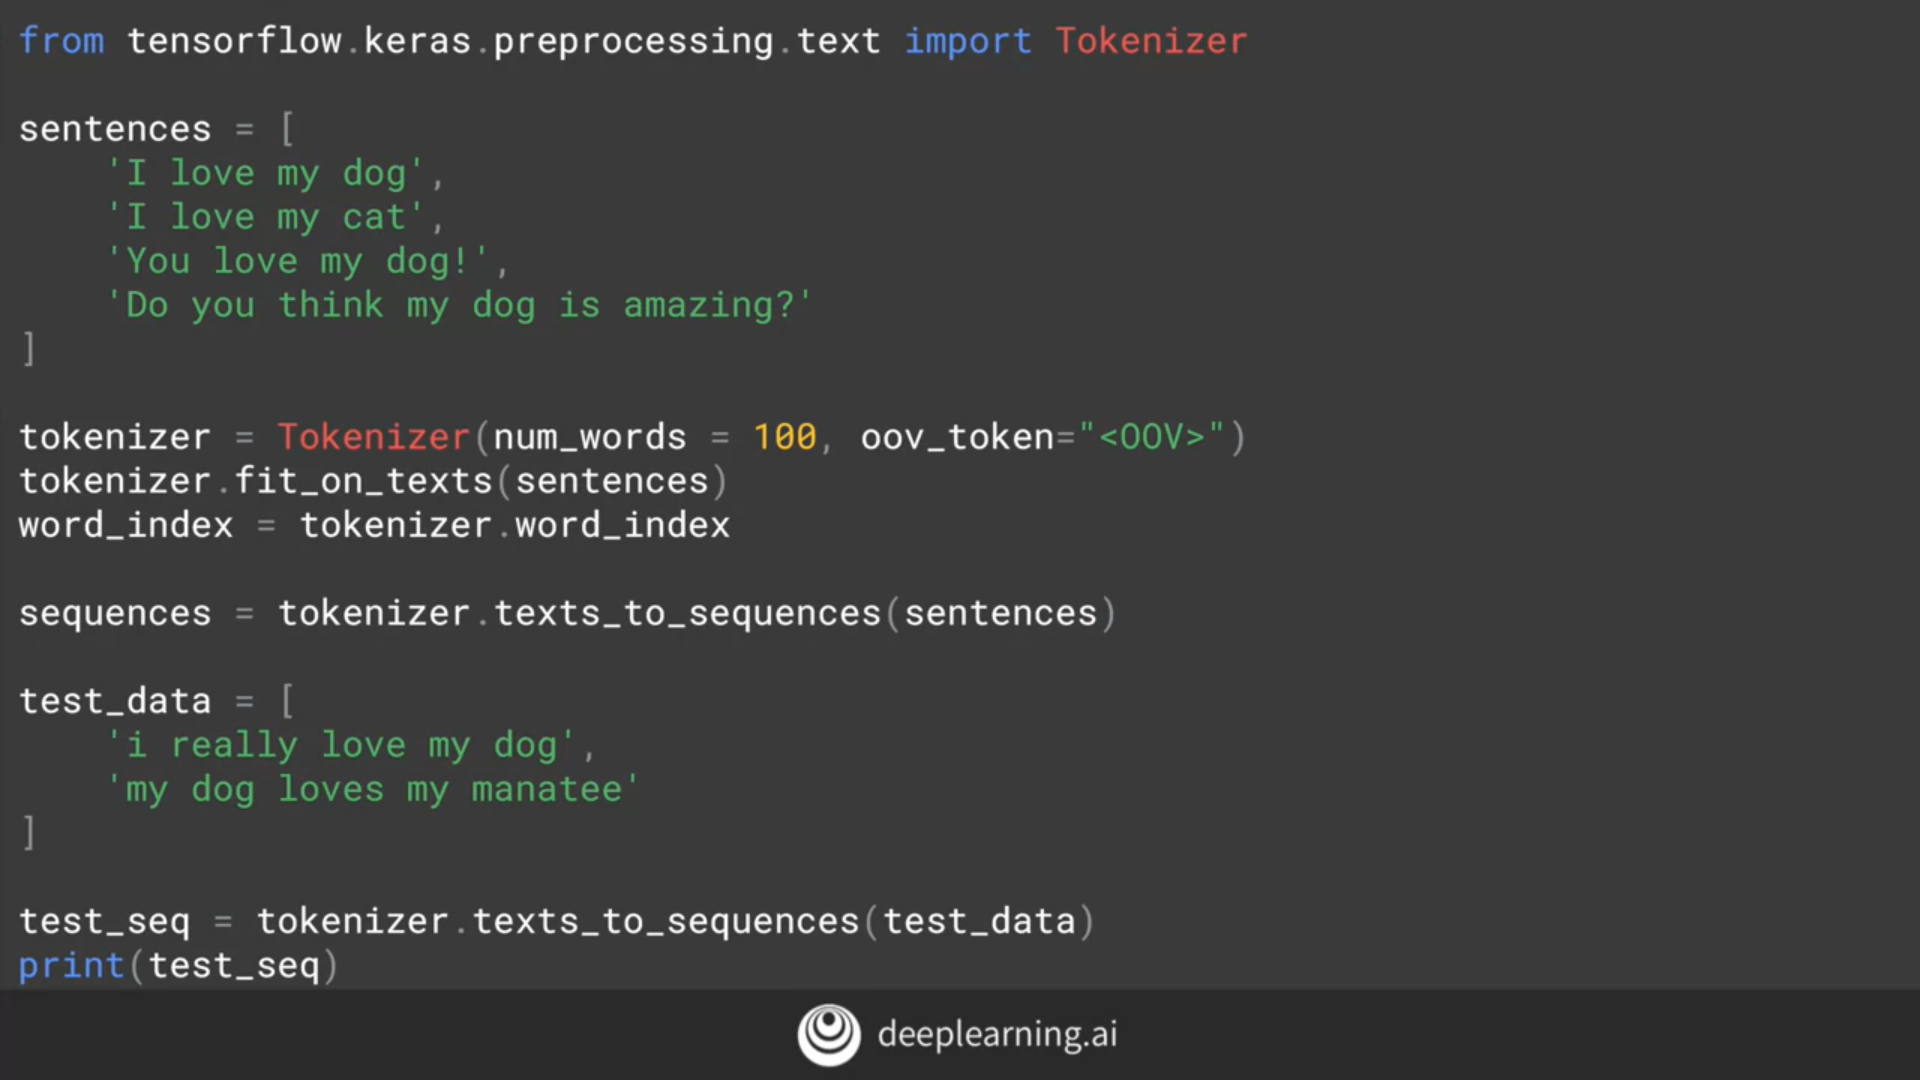 from tensorflow.keras.preprocessing.text import Tokenizer
sentences = [
    'I love my dog',
    'I love my cat',
    'You love my dog!',
    'Do you think my dog is amazing?'
]
tokenizer = Tokenizer(num_words = 100, oov_token="<OOV>")
tokenizer.fit_on_texts(sentences)
word_index = tokenizer.word_index
sequences = tokenizer.texts_to_sequences(sentences)
test_data = [
    'i really love my dog',
    'my dog loves my manatee'
]
test_seq = tokenizer.texts_to_sequences(test_data)
print(test_seq)
deeplearning.ai